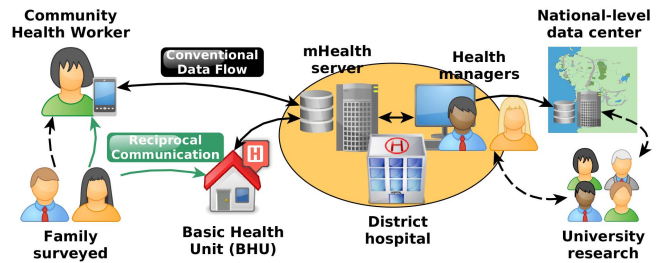 Community
Health Worker
Conventional
Data Flow
mHealth
server
Health
managers
National-level
data center
Reciprocal
Communication
H
H
Family
surveyed
Basic Health
Unit (BHU)
District
hospital
University
research